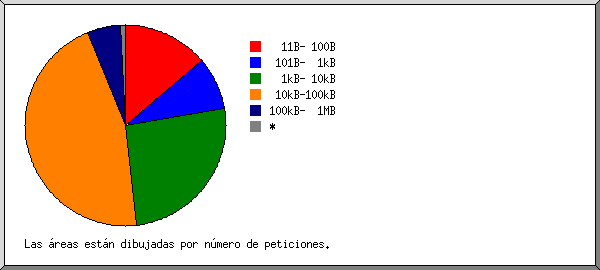 11B- 100B
101B- 1kB
1kB- 10kB
10kB-100kB
100kB- 1MB
*
Las áreas están dibujadas por número de peticiones.